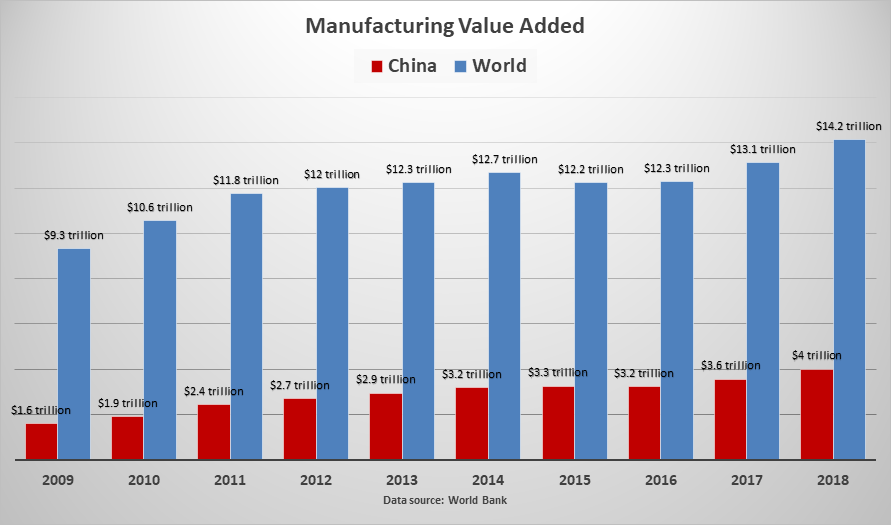 Manufacturing Value Added
China World
$14.2 trillion
$13.1 trillion
$12.7 trillion
$12.3 trillion
$12.2 trillion
$12.3 trillion
$12 trillion
$11.8 trillion
$10.6 trillion
$9.3 trillion
$4 trillion
$3.6 trillion
$3.3 trillion
$3.2 trillion
$3.2 trillion
$2.9 trillion
$2.7 trillion
$2.4 trillion
$1.9 trillion
$1.6 trillion
2009 2010 2011 2012 2013 2014 2015 2016 2017 2018
Data source: World Bank